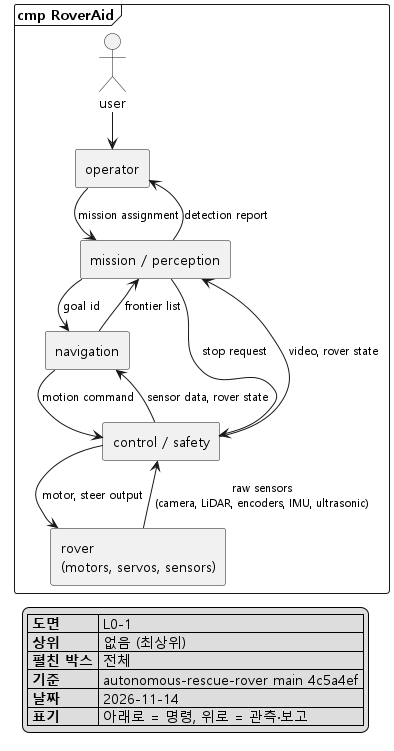 cmp RoverAid
user
operator
mission assignment
detection report
mission / perception
goal id
frontier list
stop request
video, rover state
navigation
motion command
sensor data, rover state
control / safety
motor, steer output
raw sensors
(camera, LiDAR, encoders, IMU, ultrasonic)
rover
(motors, servos, sensors)
도면 L0-1
상위 없음 (최상위)
펼친 박스 전체
기준 autonomous-rescue-rover main 4c5a4ef
날짜 2026-11-14
표기 아래로 = 명령, 위로 = 관측·보고